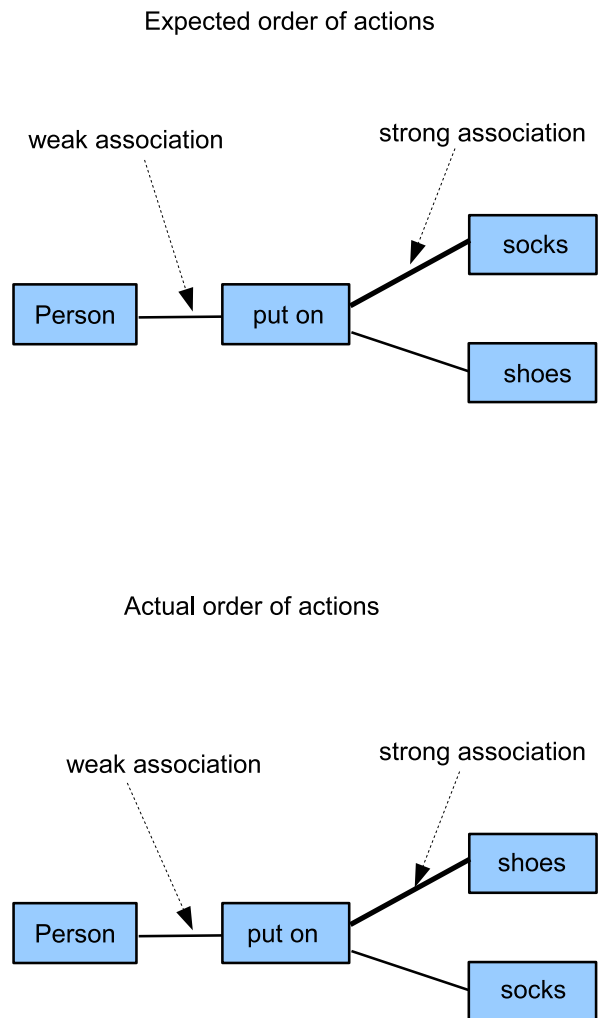 Expected order of actions
weak association
strong association
socks
Person
put on
shoes
Actual order of actions
weak association
strong association
shoes
Person
put on
socks